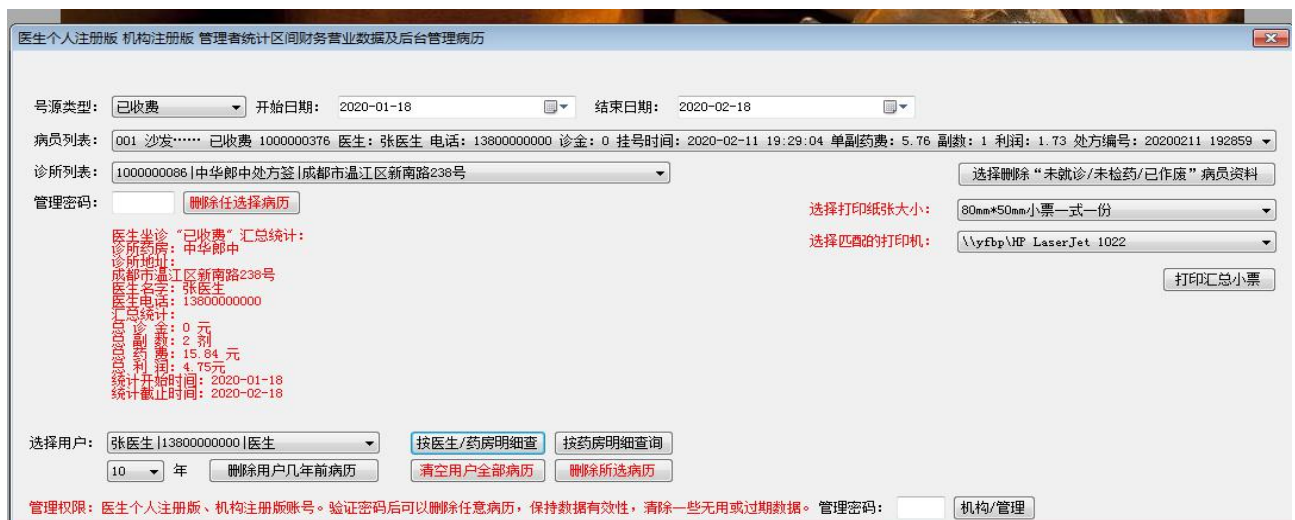 医生个人注册版 机构注册版 管理者统计区间财务营业数据及后台管理病历
号源类型： 已收费 开始日期： 2020-01-18 结束日期： 2020-02-18
病员列表： 001 沙发…… 已收费 1000000376 医生：张医生 电话：13800000000 诊金：0 挂号时间：2020-02-11 19:29:04 单副药费：5.76 副数：1 利润：1.73 处方编号：20200211 192859
诊所列表： 1000000086|中华郎中处方签|成都市温江区新南路238号 选择删除“未就诊/未检药/已作废”病员资料
管理密码： 删除任选择病历 选择打印纸张大小： 80mm*50mm小票一式一份
选择匹配的打印机： \\yfbp\HP LaserJet 1022
打印汇总小票
医生坐诊“已收费”汇总统计：
诊所药房：中华郎中
诊所地址：
成都市温江区新南路238号
医生名字：张医生
医生电话：13800000000
汇总统计：
总 诊 金：0 元
总 副 数：2 剂
总 药 费：15.84 元
总 利 润：4.75元
统计开始时间：2020-01-18
统计截止时间：2020-02-18
选择用户： 张医生|13800000000|医生 按医生/药房明细查 按药房明细查询
10 年 删除用户几年前病历 清空用户全部病历 删除所选病历
管理权限：医生个人注册版、机构注册版账号。验证密码后可以删除任意病历，保持数据有效性，清除一些无用或过期数据。管理密码： 机构/管理